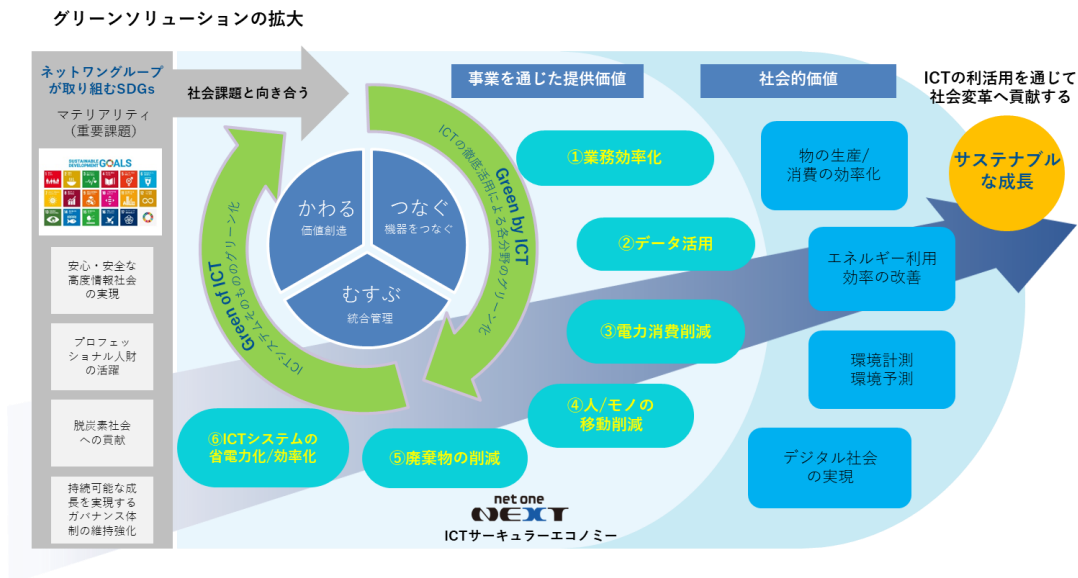 グリーンソリューションの拡大
ネットワングループ
が取り組むSDGs
マテリアリティ
（重要課題）
SUSTAINABLE
DEVELOPMENT
GOALS
安心・安全な
高度情報社会
の実現
プロフェッ
ショナル人財
の活躍
脱炭素社会
への貢献
持続可能な成
長を実現する
ガバナンス体
制の維持強化
社会課題と向き合う
事業を通じた提供価値
社会的価値
ICTの利活用を通じて
社会変革へ貢献する
サステナブル
な成長
Green by ICT
ICTの徹底活用による各分野のグリーン化
Green of ICT
ICTシステムそのもののグリーン化
かわる
価値創造
つなぐ
機器をつなぐ
むすぶ
統合管理
①業務効率化
②データ活用
③電力消費削減
④人/モノの
移動削減
⑤廃棄物の削減
⑥ICTシステムの
省電力化/効率化
物の生産/
消費の効率化
エネルギー利用
効率の改善
環境計測
環境予測
デジタル社会
の実現
net one
NEXT
ICTサーキュラーエコノミー